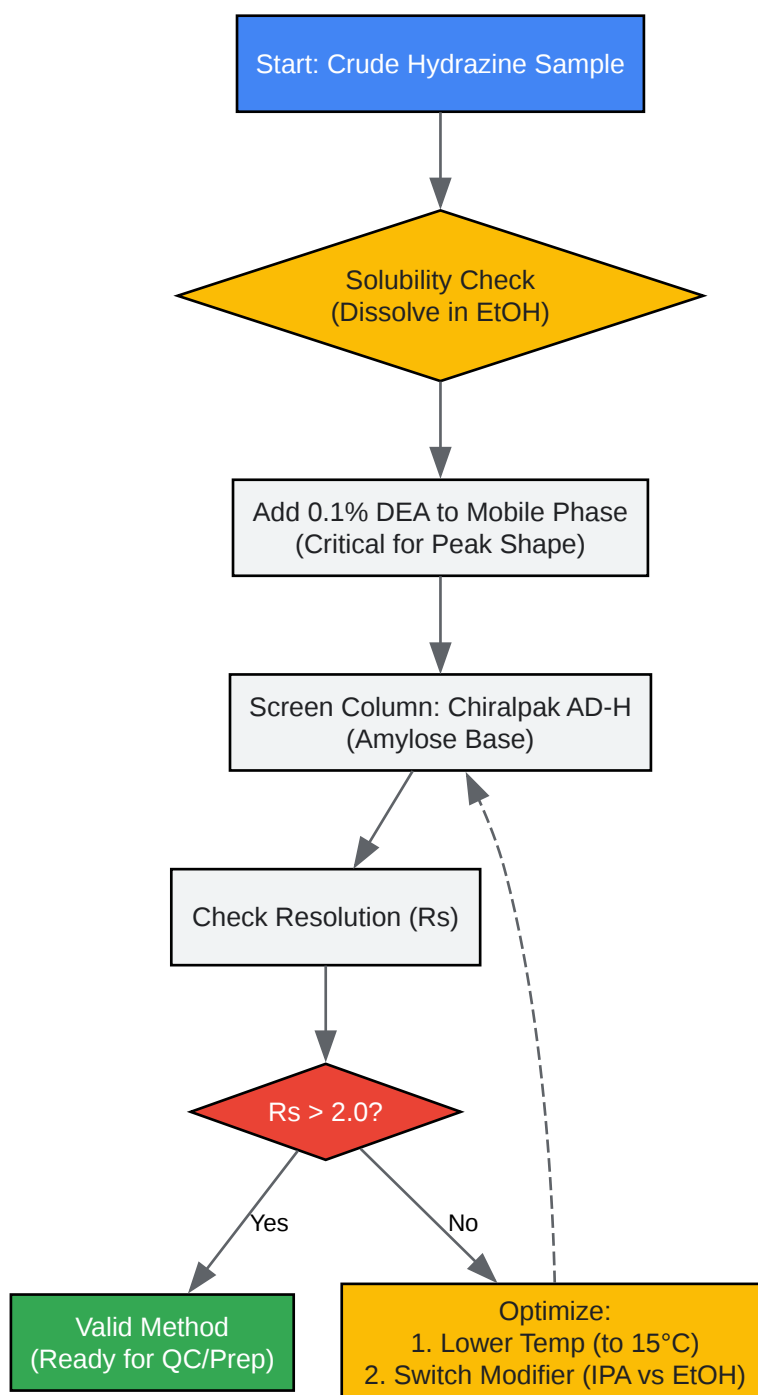 Start: Crude Hydrazine Sample
Solubility Check
(Dissolve in EtOH)
Add 0.1% DEA to Mobile Phase
(Critical for Peak Shape)
Screen Column: Chiralpak AD-H
(Amylose Base)
Check Resolution (Rs)
Rs > 2.0?
Yes
No
Valid Method
(Ready for QC/Prep)
Optimize:
1. Lower Temp (to 15°C)
2. Switch Modifier (IPA vs EtOH)